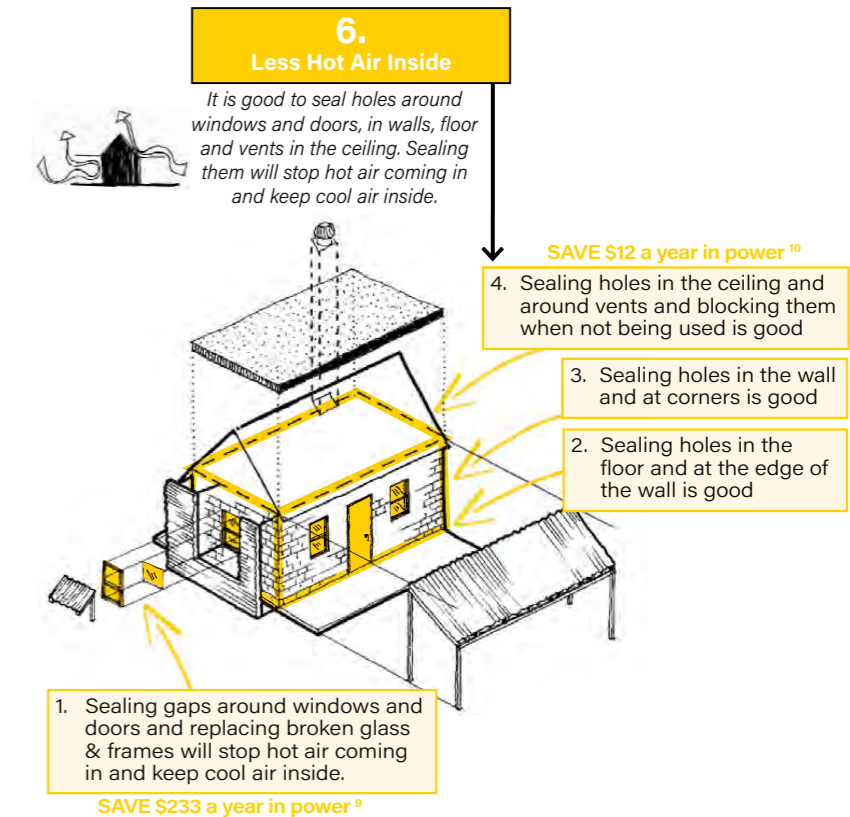 6.
Less Hot Air Inside
It is good to seal holes around
windows and doors, in walls, floor
and vents in the ceiling. Sealing
them will stop hot air coming in
and keep cool air inside.
SAVE $12 a year in power ¹⁰
4. Sealing holes in the ceiling and
around vents and blocking them
when not being used is good
3. Sealing holes in the wall
and at corners is good
2. Sealing holes in the
floor and at the edge of
the wall is good
1. Sealing gaps around windows and
doors and replacing broken glass
& frames will stop hot air coming
in and keep cool air inside.
SAVE $233 a year in power ⁹